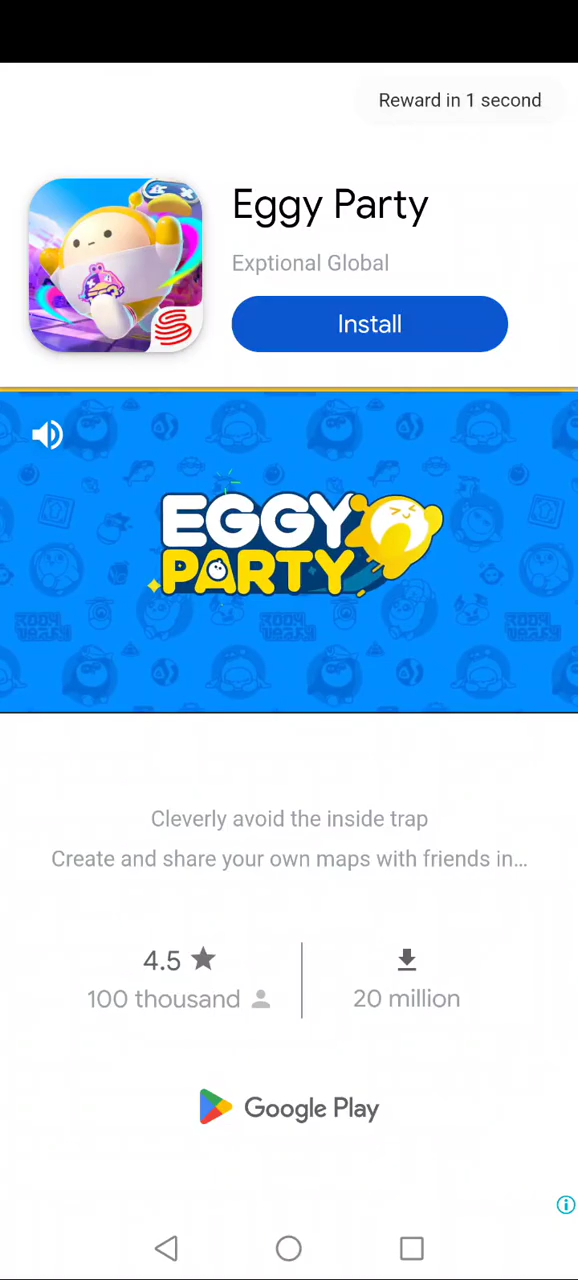 Reward in 1 second
Eggy Party
Exptional Global
Install
EGGY
PARTY
Cleverly avoid the inside trap
Create and share your own maps with friends in...
4.5
100 thousand
20 million
Google Play